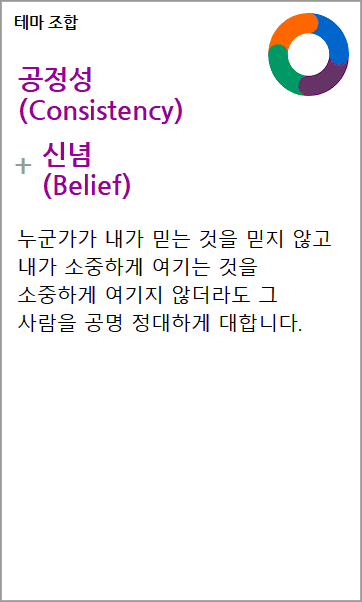 테마 조합
공정성
(Consistency)
+ 신념
(Belief)
누군가가 내가 믿는 것을 믿지 않고
내가 소중하게 여기는 것을
소중하게 여기지 않더라도 그
사람을 공명 정대하게 대합니다.